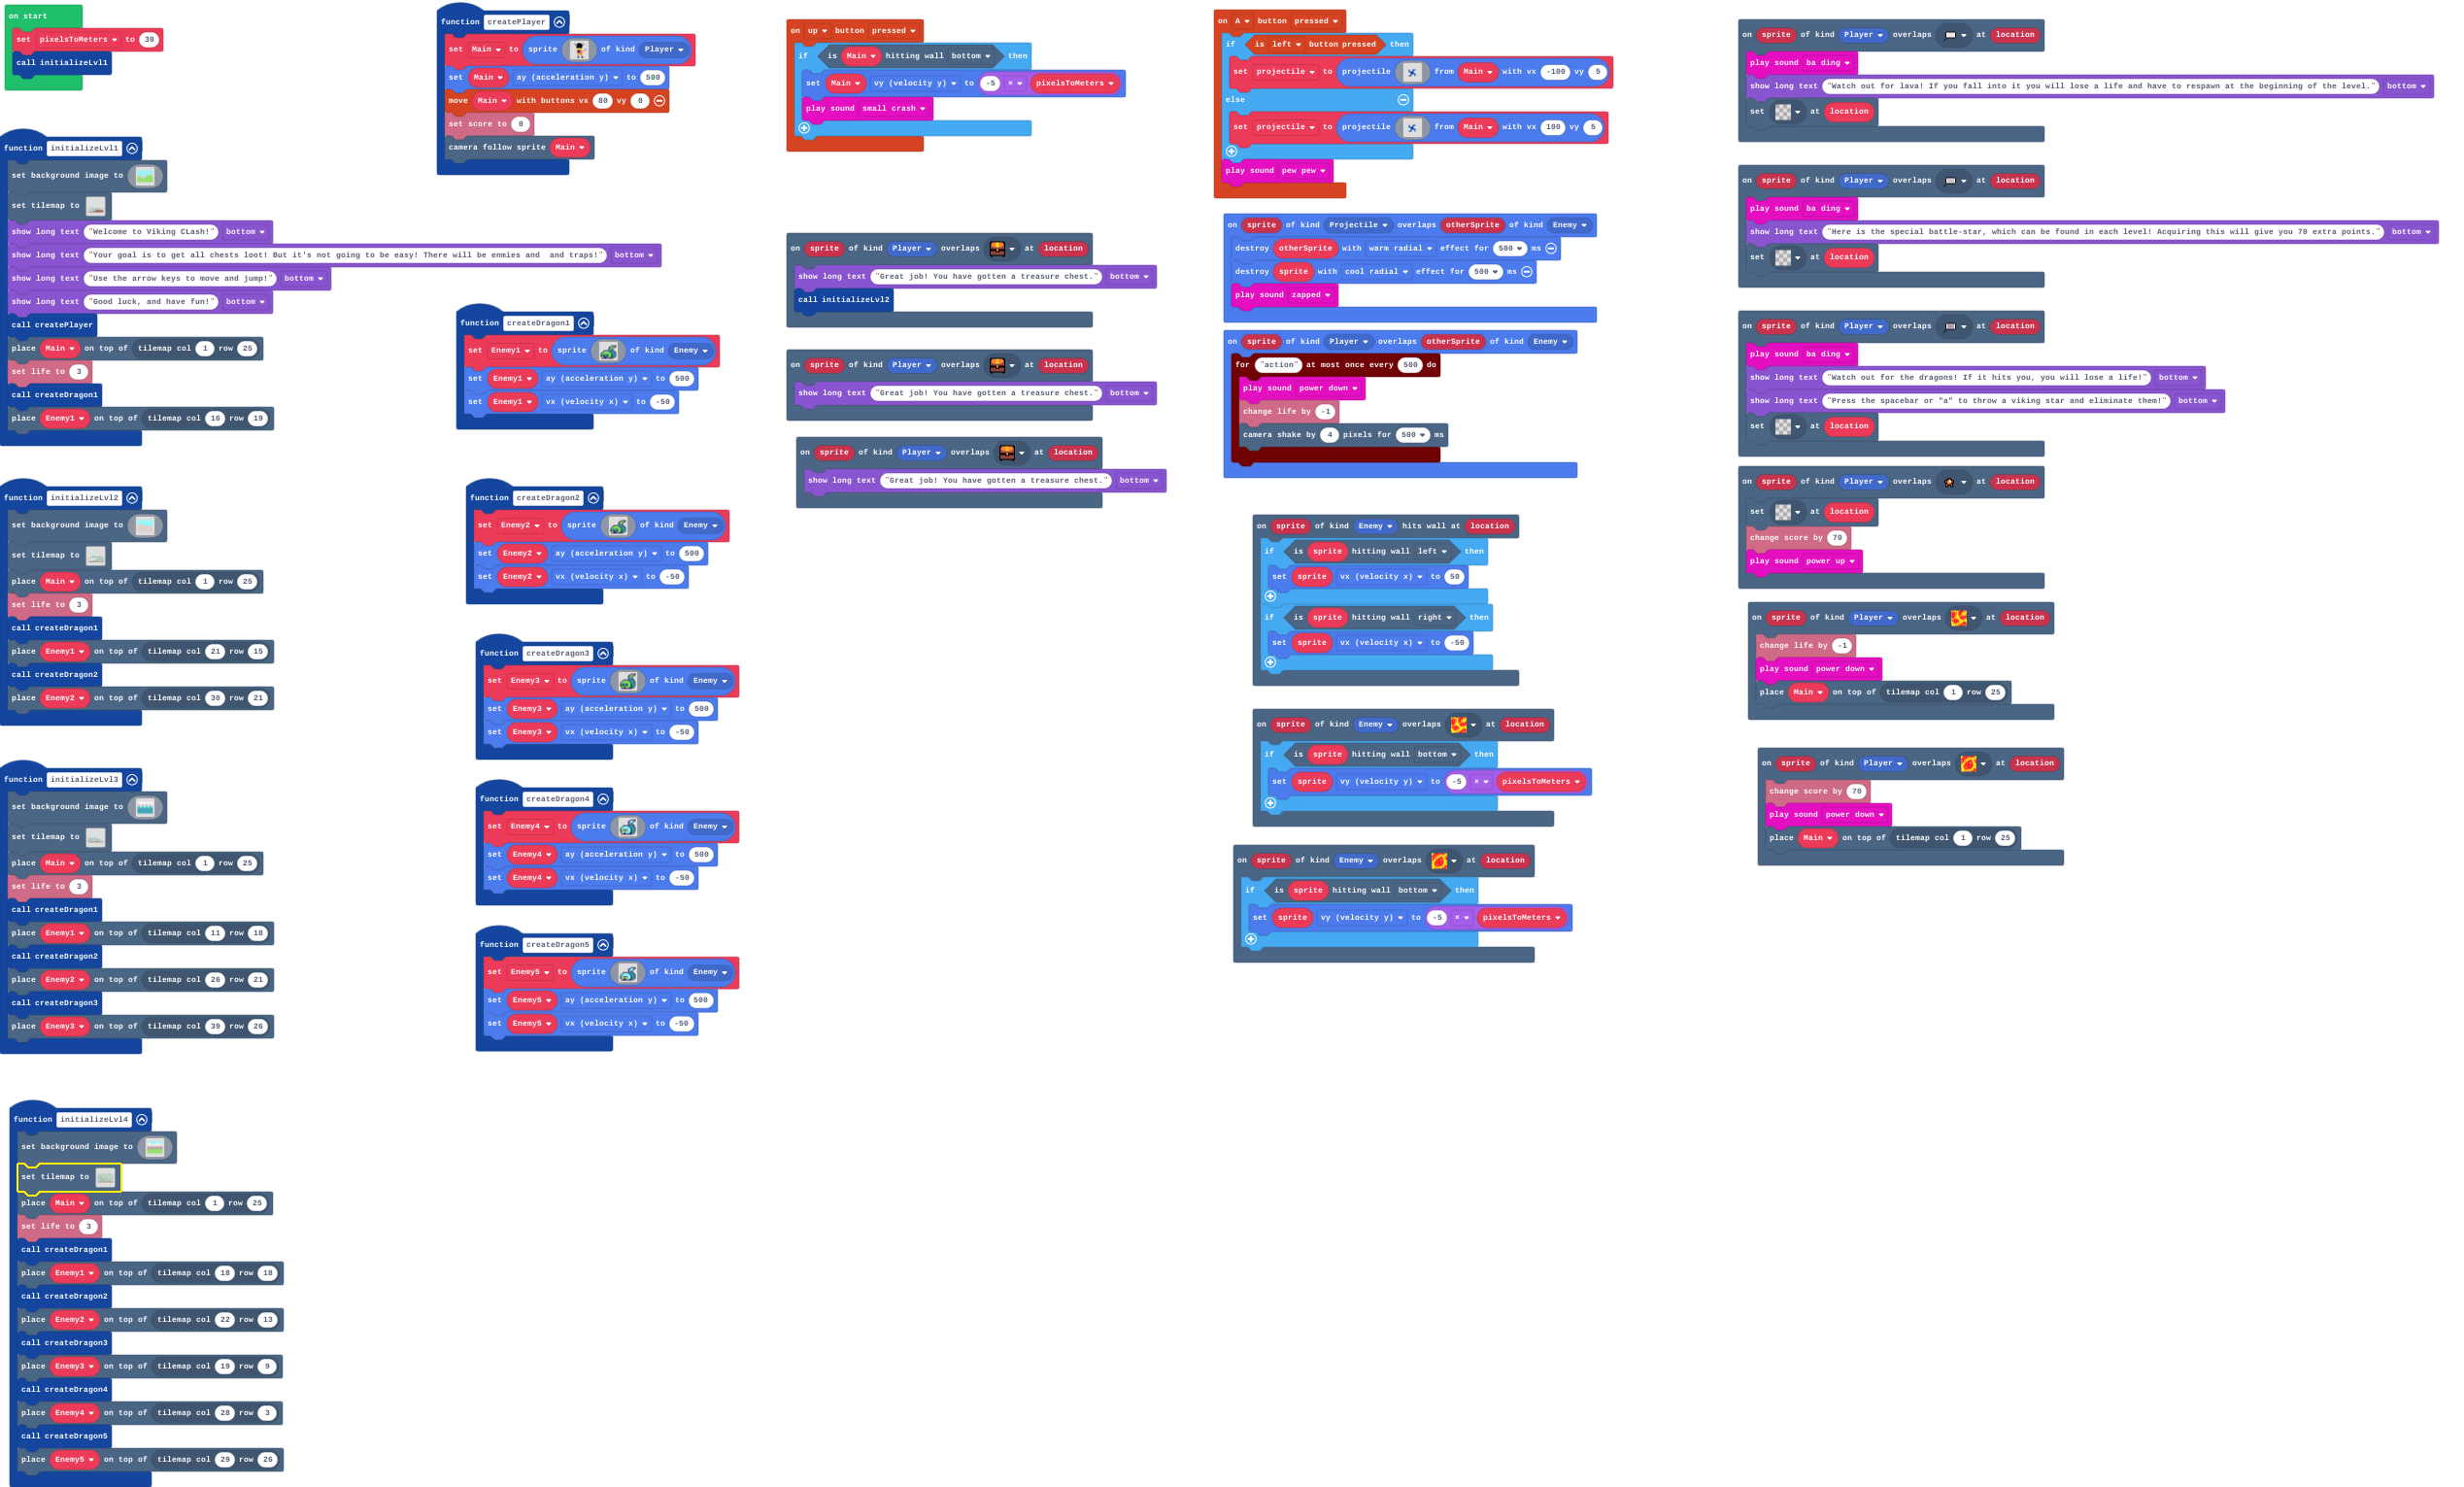 on start
set pixelsToMeters to 30
call initializeLvl1
function initializeLvl1
set background image to
set tilemap to
show long text "Welcome to Viking CLash!" bottom
show long text "Your goal is to get all chests loot! But it's not going to be easy! There will be enmies and  and traps!" bottom
show long text "Use the arrow keys to move and jump!" bottom
show long text "Good luck, and have fun!" bottom
call createPlayer
place Main on top of tilemap col 1 row 25
set life to 3
call createDragon1
place Enemy1 on top of tilemap col 16 row 19
function initializeLvl2
set background image to
set tilemap to
place Main on top of tilemap col 1 row 25
set life to 3
call createDragon1
place Enemy1 on top of tilemap col 21 row 15
call createDragon2
place Enemy2 on top of tilemap col 30 row 21
function initializeLvl3
set background image to
set tilemap to
place Main on top of tilemap col 1 row 25
set life to 3
call createDragon1
place Enemy1 on top of tilemap col 11 row 18
call createDragon2
place Enemy2 on top of tilemap col 26 row 21
call createDragon3
place Enemy3 on top of tilemap col 39 row 26
function initializeLvl4
set background image to
set tilemap to
place Main on top of tilemap col 1 row 25
set life to 3
call createDragon1
place Enemy1 on top of tilemap col 18 row 18
call createDragon2
place Enemy2 on top of tilemap col 22 row 13
call createDragon3
place Enemy3 on top of tilemap col 19 row 9
call createDragon4
place Enemy4 on top of tilemap col 28 row 3
call createDragon5
place Enemy5 on top of tilemap col 29 row 26
function createPlayer
set Main to sprite of kind Player
set Main ay (acceleration y) to 500
move Main with buttons vx 80 vy 0
set score to 0
camera follow sprite Main
function createDragon1
set Enemy1 to sprite of kind Enemy
set Enemy1 ay (acceleration y) to 500
set Enemy1 vx (velocity x) to -50
function createDragon2
set Enemy2 to sprite of kind Enemy
set Enemy2 ay (acceleration y) to 500
set Enemy2 vx (velocity x) to -50
function createDragon3
set Enemy3 to sprite of kind Enemy
set Enemy3 ay (acceleration y) to 500
set Enemy3 vx (velocity x) to -50
function createDragon4
set Enemy4 to sprite of kind Enemy
set Enemy4 ay (acceleration y) to 500
set Enemy4 vx (velocity x) to -50
function createDragon5
set Enemy5 to sprite of kind Enemy
set Enemy5 ay (acceleration y) to 500
set Enemy5 vx (velocity x) to -50
on up button pressed
if is Main hitting wall bottom then
set Main vy (velocity y) to -5 × pixelsToMeters
play sound small crash
on sprite of kind Player overlaps at location
show long text "Great job! You have gotten a treasure chest." bottom
call initializeLvl2
on sprite of kind Player overlaps at location
show long text "Great job! You have gotten a treasure chest." bottom
on sprite of kind Player overlaps at location
show long text "Great job! You have gotten a treasure chest." bottom
on A button pressed
if is left button pressed then
set projectile to projectile from Main with vx -100 vy 5
else
set projectile to projectile from Main with vx 100 vy 5
play sound pew pew
on sprite of kind Projectile overlaps otherSprite of kind Enemy
destroy otherSprite with warm radial effect for 500 ms
destroy sprite with cool radial effect for 500 ms
play sound zapped
on sprite of kind Player overlaps otherSprite of kind Enemy
for "action" at most once every 500 do
play sound power down
change life by -1
camera shake by 4 pixels for 500 ms
on sprite of kind Enemy hits wall at location
if is sprite hitting wall left then
set sprite vx (velocity x) to 50
if is sprite hitting wall right then
set sprite vx (velocity x) to -50
on sprite of kind Enemy overlaps at location
if is sprite hitting wall bottom then
set sprite vy (velocity y) to -5 × pixelsToMeters
on sprite of kind Enemy overlaps at location
if is sprite hitting wall bottom then
set sprite vy (velocity y) to -5 × pixelsToMeters
on sprite of kind Player overlaps at location
play sound ba ding
show long text "Watch out for lava! If you fall into it you will lose a life and have to respawn at the beginning of the level." bottom
set at location
on sprite of kind Player overlaps at location
play sound ba ding
show long text "Here is the special battle-star, which can be found in each level! Acquiring this will give you 70 extra points." bottom
set at location
on sprite of kind Player overlaps at location
play sound ba ding
show long text "Watch out for the dragons! If it hits you, you will lose a life!" bottom
show long text "Press the spacebar or "a" to throw a viking star and eliminate them!" bottom
set at location
on sprite of kind Player overlaps at location
set at location
change score by 70
play sound power up
on sprite of kind Player overlaps at location
change life by -1
play sound power down
place Main on top of tilemap col 1 row 25
on sprite of kind Player overlaps at location
change score by 70
play sound power down
place Main on top of tilemap col 1 row 25